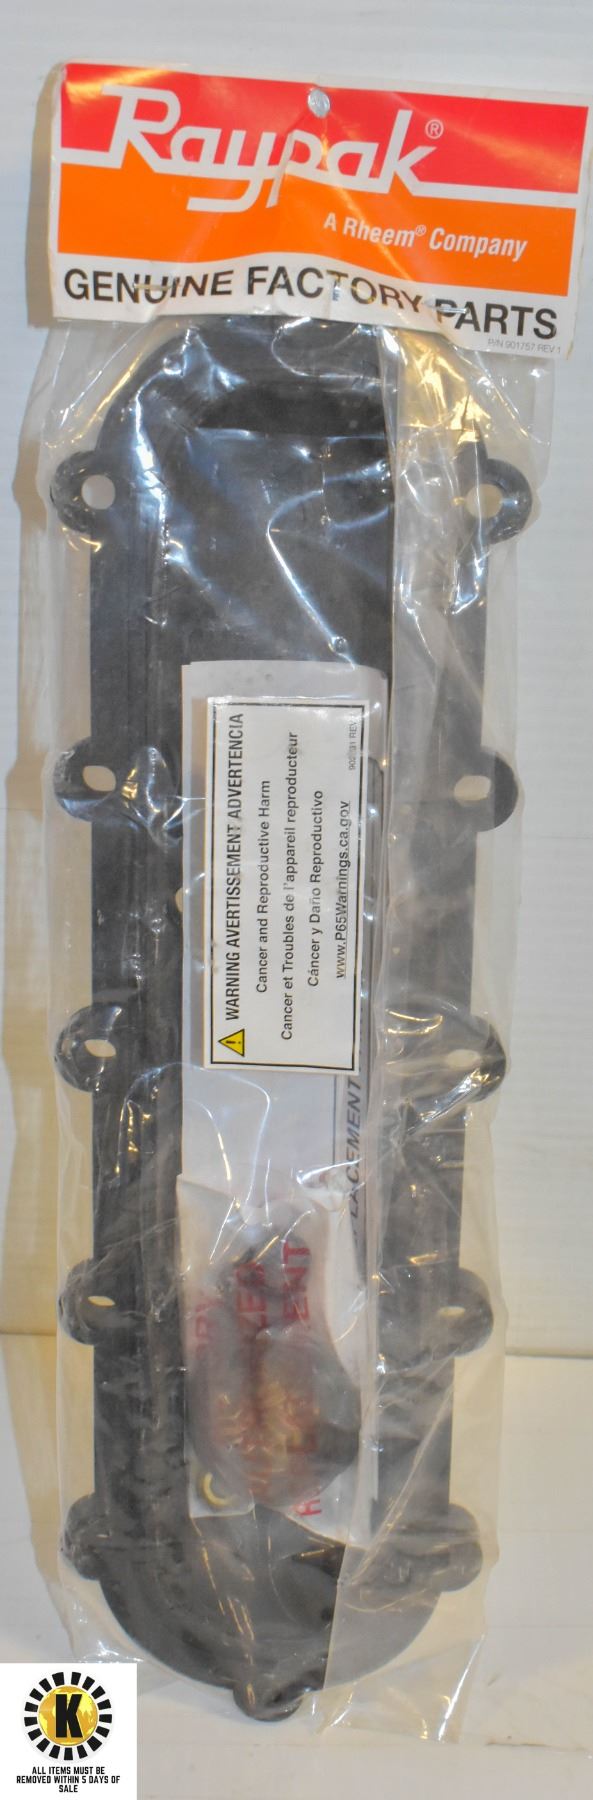 Raypak®
A Rheem® Company
GENUINE FACTORY PARTS
P/N 901757 REV 1
WARNING AVERTISSEMENT ADVERTENCIA
Cancer and Reproductive Harm
Cancer et Troubles de l'appareil reproducteur
Cáncer y Daño Reproductivo
www.P65Warnings.ca.gov
K
ALL ITEMS MUST BE
REMOVED WITHIN 5 DAYS OF
SALE